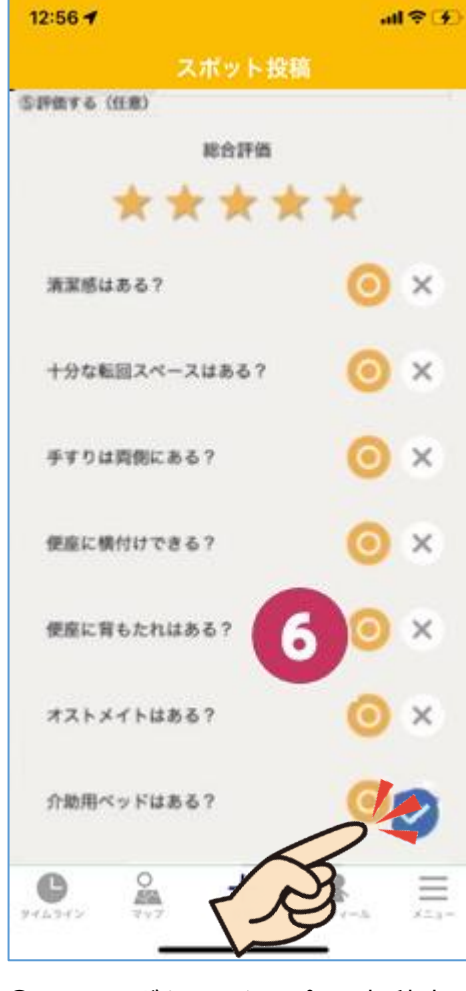 12:56
スポット投稿
⑤評価する（任意）
総合評価
清潔感はある？
十分な転回スペースはある？
手すりは両側にある？
便座に横付けできる？
便座に背もたれはある？
6
オストメイトはある？
介助用ベッドはある？
タイムライン
マップ
メニュー